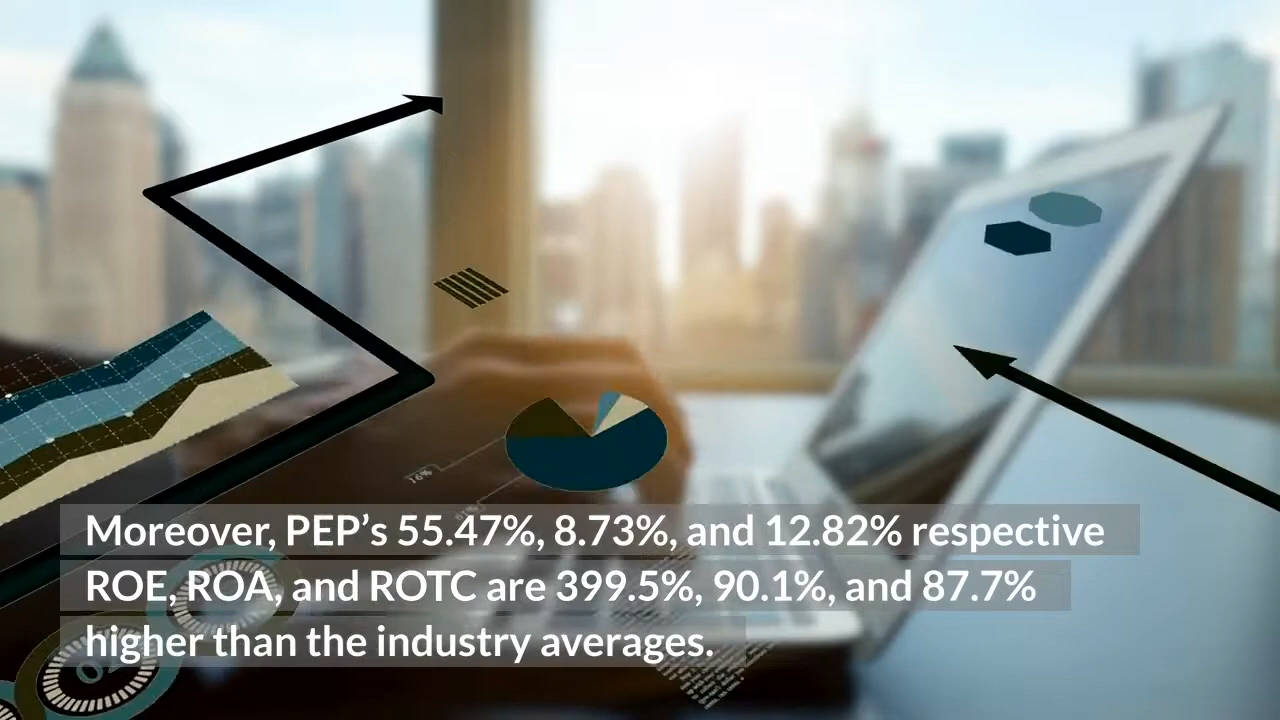 16%
Moreover, PEP’s 55.47%, 8.73%, and 12.82% respective
ROE, ROA, and ROTC are 399.5%, 90.1%, and 87.7%
higher than the industry averages.